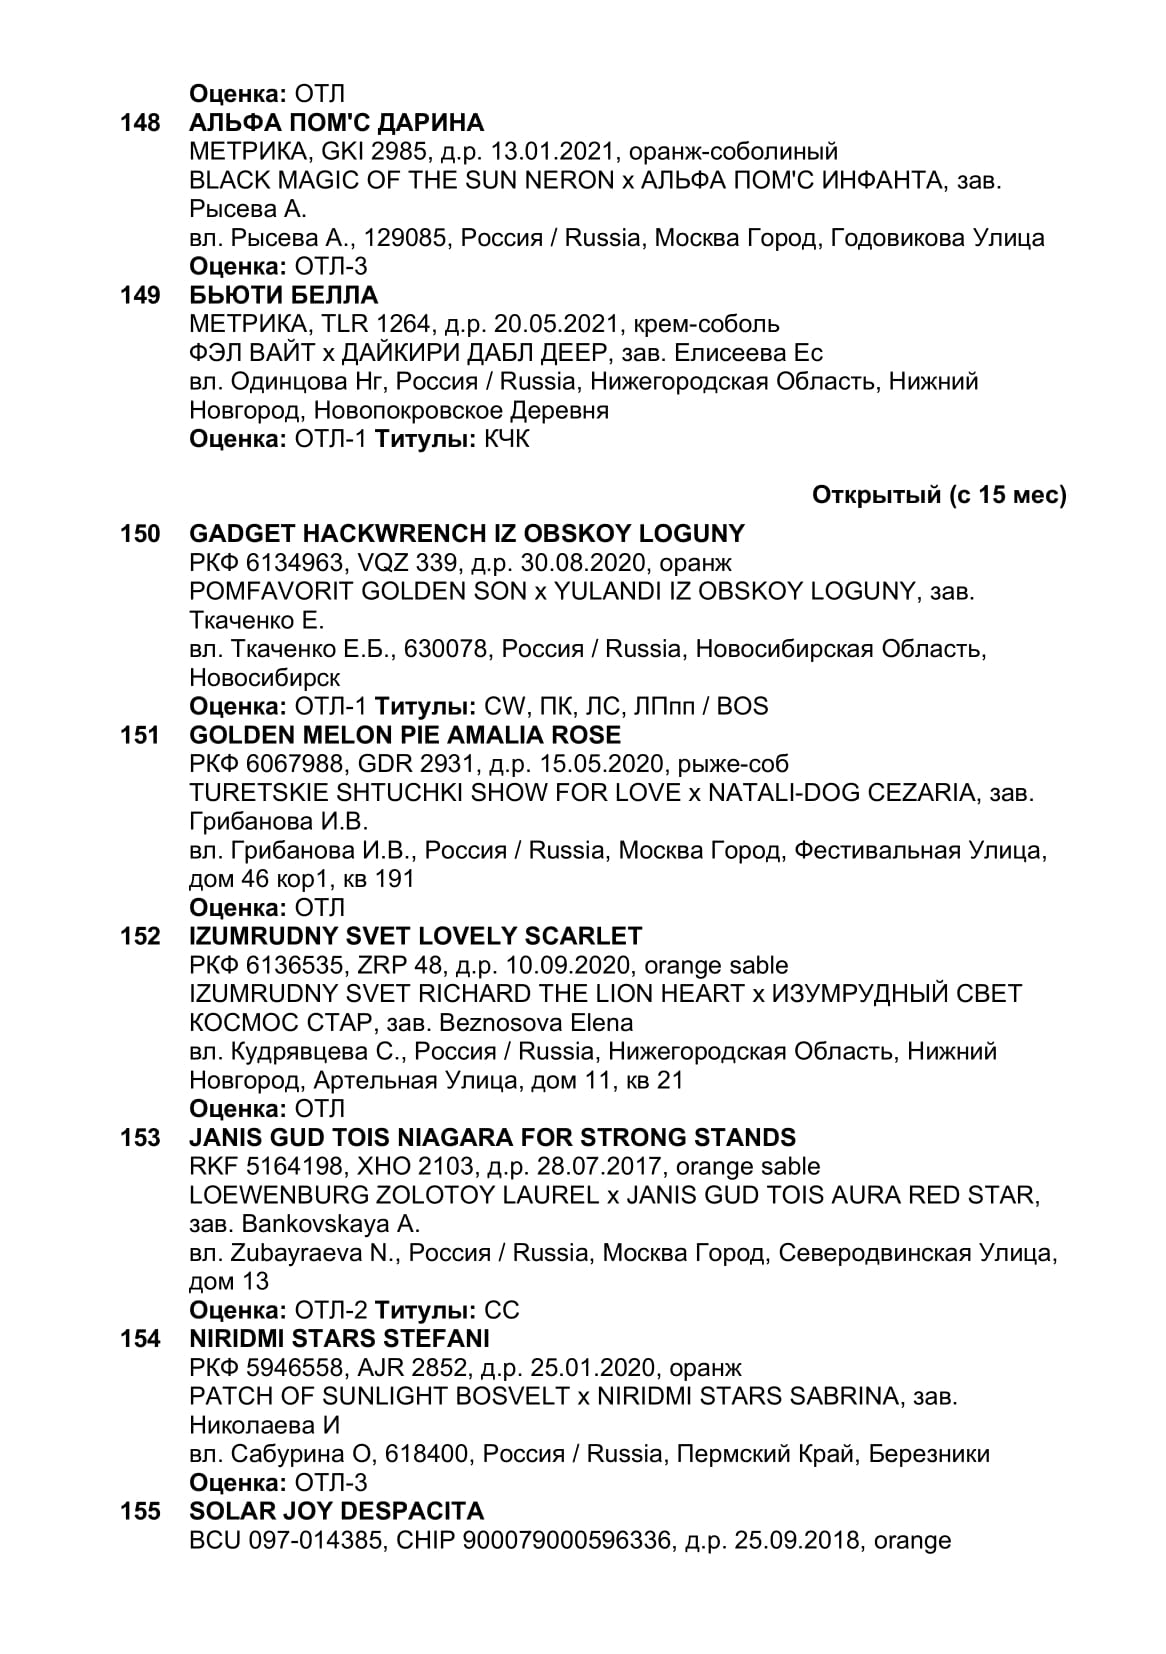 Оценка: ОТЛ
148 АЛЬФА ПОМ'С ДАРИНА
МЕТРИКА, GKI 2985, д.р. 13.01.2021, оранж-соболиный
BLACK MAGIC OF THE SUN NERON x АЛЬФА ПОМ'С ИНФАНТА, зав.
Рысева А.
вл. Рысева А., 129085, Россия / Russia, Москва Город, Годовикова Улица
Оценка: ОТЛ-3
149 БЬЮТИ БЕЛЛА
МЕТРИКА, TLR 1264, д.р. 20.05.2021, крем-соболь
ФЭЛ ВАЙТ x ДАЙКИРИ ДАБЛ ДЕЕР, зав. Елисеева Ес
вл. Одинцова Нг, Россия / Russia, Нижегородская Область, Нижний
Новгород, Новопокровское Деревня
Оценка: ОТЛ-1 Титулы: КЧК
Открытый (с 15 мес)
150 GADGET HACKWRENCH IZ OBSKOY LOGUNY
РКФ 6134963, VQZ 339, д.р. 30.08.2020, оранж
POMFAVORIT GOLDEN SON x YULANDI IZ OBSKOY LOGUNY, зав.
Ткаченко Е.
вл. Ткаченко Е.Б., 630078, Россия / Russia, Новосибирская Область,
Новосибирск
Оценка: ОТЛ-1 Титулы: CW, ПК, ЛС, ЛПпп / BOS
151 GOLDEN MELON PIE AMALIA ROSE
РКФ 6067988, GDR 2931, д.р. 15.05.2020, рыже-соб
TURETSKIE SHTUCHKI SHOW FOR LOVE x NATALI-DOG CEZARIA, зав.
Грибанова И.В.
вл. Грибанова И.В., Россия / Russia, Москва Город, Фестивальная Улица,
дом 46 кор1, кв 191
Оценка: ОТЛ
152 IZUMRUDNY SVET LOVELY SCARLET
РКФ 6136535, ZRP 48, д.р. 10.09.2020, orange sable
IZUMRUDNY SVET RICHARD THE LION HEART x ИЗУМРУДНЫЙ СВЕТ
КОСМОС СТАР, зав. Beznosova Elena
вл. Кудрявцева С., Россия / Russia, Нижегородская Область, Нижний
Новгород, Артельная Улица, дом 11, кв 21
Оценка: ОТЛ
153 JANIS GUD TOIS NIAGARA FOR STRONG STANDS
RKF 5164198, XHO 2103, д.р. 28.07.2017, orange sable
LOEWENBURG ZOLOTOY LAUREL x JANIS GUD TOIS AURA RED STAR,
зав. Bankovskaya A.
вл. Zubayraeva N., Россия / Russia, Москва Город, Северодвинская Улица,
дом 13
Оценка: ОТЛ-2 Титулы: СС
154 NIRIDMI STARS STEFANI
РКФ 5946558, AJR 2852, д.р. 25.01.2020, оранж
PATCH OF SUNLIGHT BOSVELT x NIRIDMI STARS SABRINA, зав.
Николаева И
вл. Сабурина О, 618400, Россия / Russia, Пермский Край, Березники
Оценка: ОТЛ-3
155 SOLAR JOY DESPACITA
BCU 097-014385, CHIP 900079000596336, д.р. 25.09.2018, orange